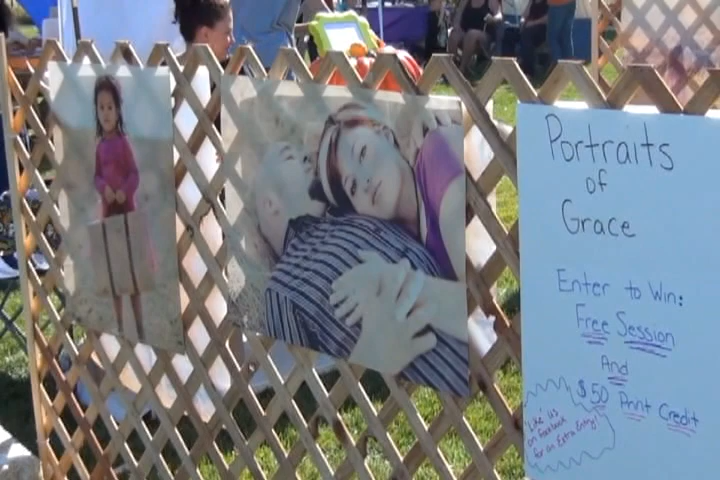 Portraits
of
Grace
Enter to Win:
Free Session
And
$50 Print Credit
"Like" Us
on Facebook
for an Extra Entry!